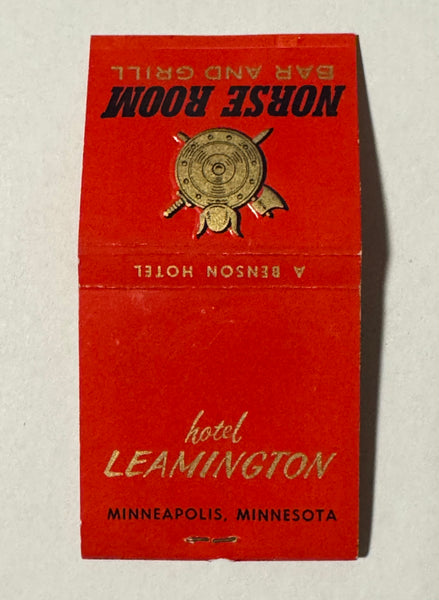 NORSE ROOM
BAR AND GRILL
A BENSON HOTEL
hotel
LEAMINGTON
MINNEAPOLIS, MINNESOTA